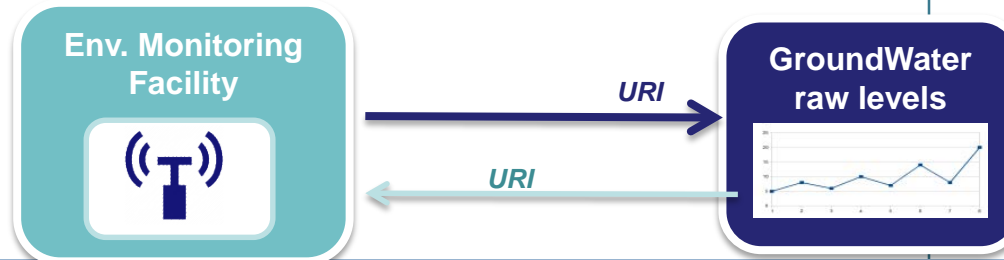 Env. Monitoring
Facility
URI
URI
GroundWater
raw levels